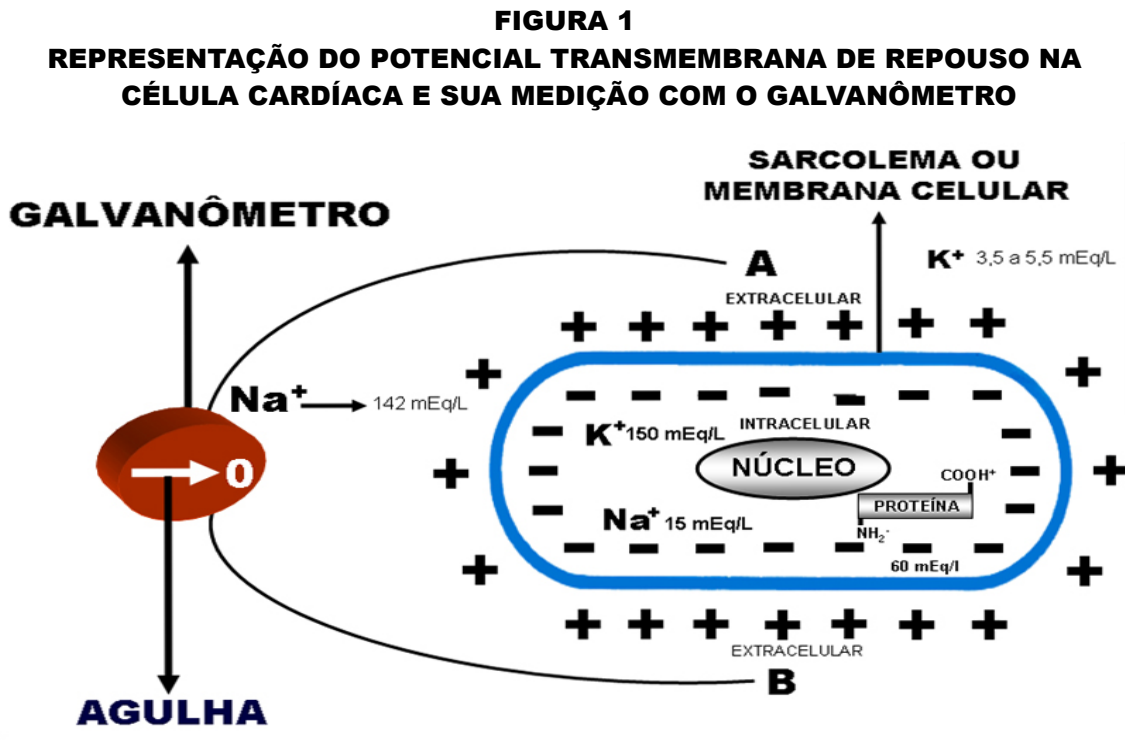 FIGURA 1
REPRESENTAÇÃO DO POTENCIAL TRANSMEMBRANA DE REPOUSO NA
CÉLULA CARDÍACA E SUA MEDIÇÃO COM O GALVANÔMETRO
SARCOLEMA OU
MEMBRANA CELULAR
GALVANÔMETRO
K+ 3,5 a 5,5 mEq/L
A
EXTRACELULAR
Na+ 142 mEq/L
K+ 150 mEq/L
INTRACELULAR
0
NÚCLEO
COOH+
PROTEÍNA
Na+ 15 mEq/L
NH2-
60 mEq/l
EXTRACELULAR
B
AGULHA